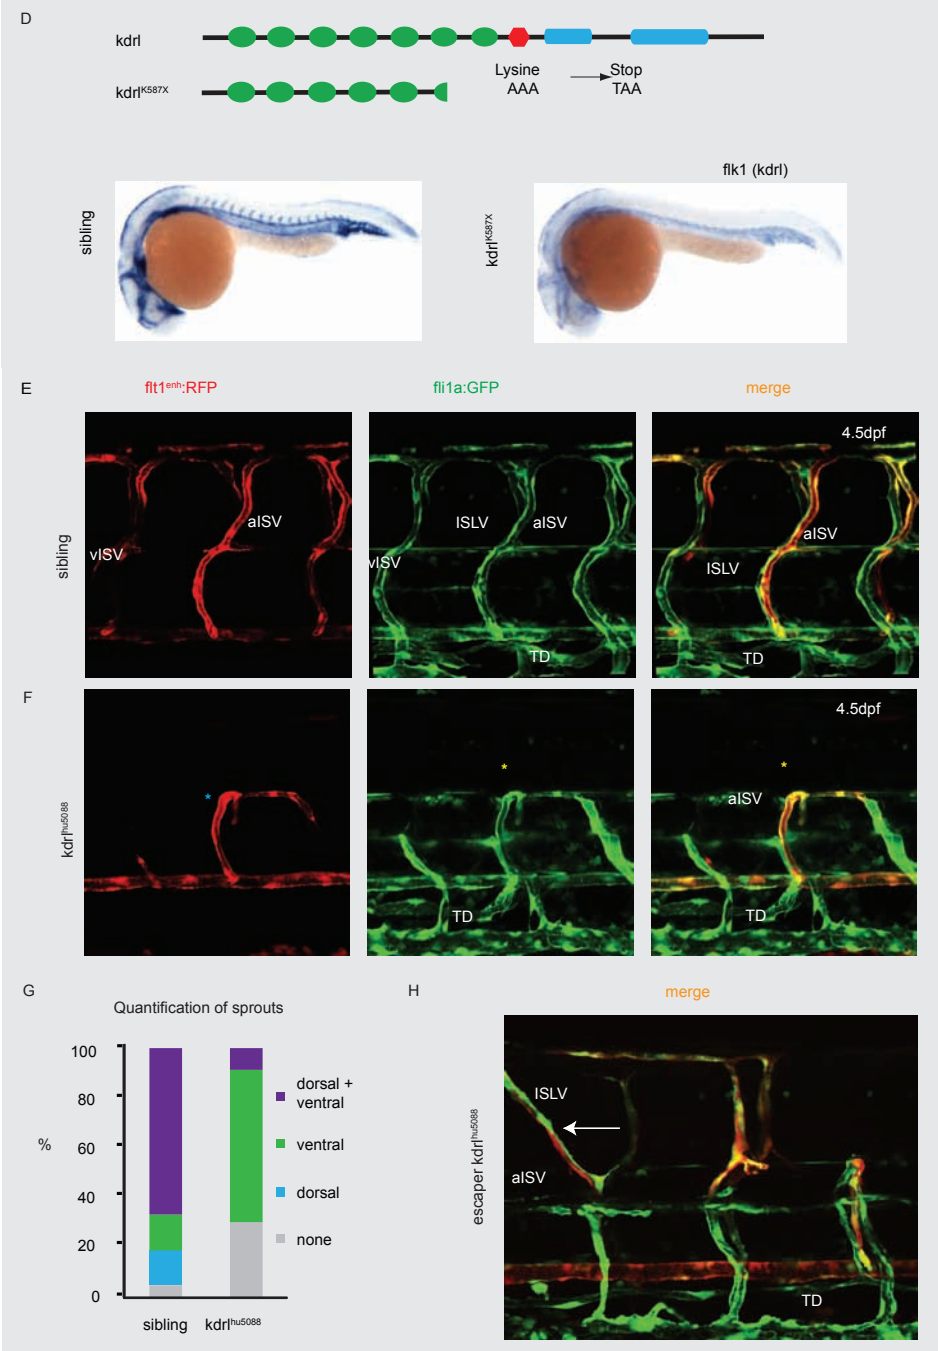 D
kdrl
Lysine Stop
AAA TAA
kdrlK587X
flk1 (kdrl)
sibling
kdrlK587X
E
flt1enh:RFP
fli1a:GFP
merge
sibling
vISV
aISV
vISV
ISLV
aISV
TD
4.5dpf
ISLV
aISV
TD
F
kdrlhu5088
*
*
TD
4.5dpf
*
aISV
TD
G
Quantification of sprouts
%
100
80
60
40
20
0
dorsal +
ventral
ventral
dorsal
none
sibling
kdrlhu5088
H
merge
escaper kdrlhu5088
ISLV
aISV
TD